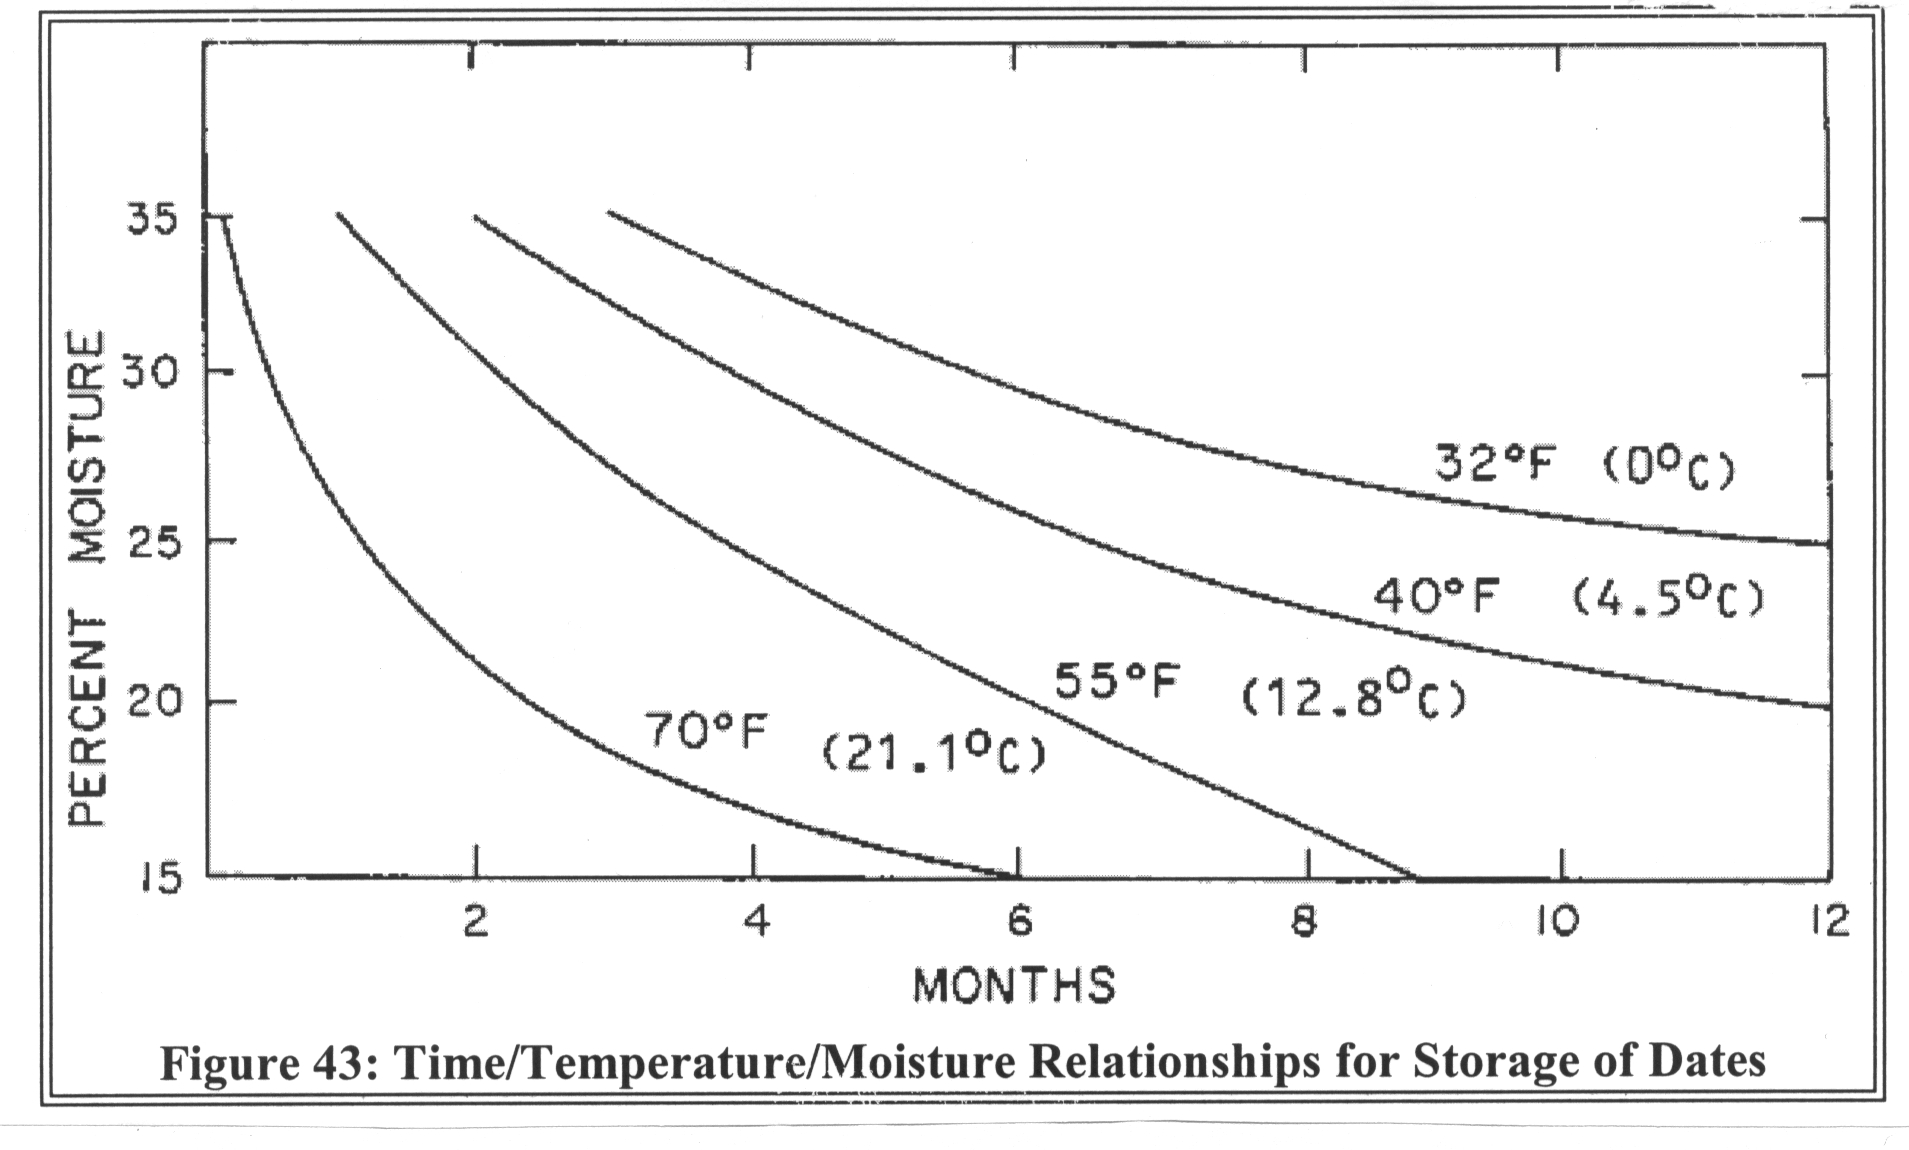 35
30
25
20
15
PERCENT MOISTURE
32°F (0°C)
40°F (4.5°C)
55°F (12.8°C)
70°F (21.1°C)
2 4 6 8 10 12
MONTHS
Figure 43: Time/Temperature/Moisture Relationships for Storage of Dates